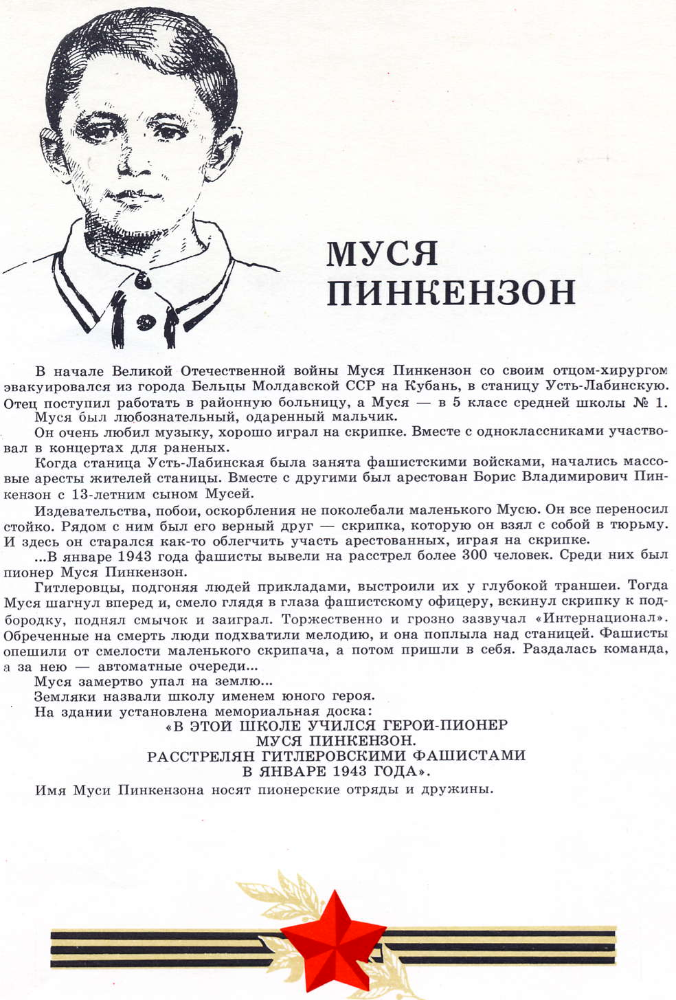 МУСЯ
ПИНКЕНЗОН
В начале Великой Отечественной войны Муся Пинкензон со своим отцом-хирургом
эвакуировался из города Бельцы Молдавской ССР на Кубань, в станицу Усть-Лабинскую.
Отец поступил работать в районную больницу, а Муся — в 5 класс средней школы № 1.
Муся был любознательный, одаренный мальчик.
Он очень любил музыку, хорошо играл на скрипке. Вместе с одноклассниками участво-
вал в концертах для раненых.
Когда станица Усть-Лабинская была занята фашистскими войсками, начались массо-
вые аресты жителей станицы. Вместе с другими был арестован Борис Владимирович Пин-
кензон с 13-летним сыном Мусей.
Издевательства, побои, оскорбления не поколебали маленького Мусю. Он все переносил
стойко. Рядом с ним был его верный друг — скрипка, которую он взял с собой в тюрьму.
И здесь он старался как-то облегчить участь арестованных, играя на скрипке.
...В январе 1943 года фашисты вывели на расстрел более 300 человек. Среди них был
пионер Муся Пинкензон.
Гитлеровцы, подгоняя людей прикладами, выстроили их у глубокой траншеи. Тогда
Муся шагнул вперед и, смело глядя в глаза фашистскому офицеру, вскинул скрипку к под-
бородку, поднял смычок и заиграл. Торжественно и грозно зазвучал «Интернационал».
Обреченные на смерть люди подхватили мелодию, и она поплыла над станицей. Фашисты
опешили от смелости маленького скрипача, а потом пришли в себя. Раздалась команда,
а за нею — автоматные очереди...
Муся замертво упал на землю...
Земляки назвали школу именем юного героя.
На здании установлена мемориальная доска:
«В ЭТОЙ ШКОЛЕ УЧИЛСЯ ГЕРОЙ-ПИОНЕР
МУСЯ ПИНКЕНЗОН.
РАССТРЕЛЯН ГИТЛЕРОВСКИМИ ФАШИСТАМИ
В ЯНВАРЕ 1943 ГОДА».
Имя Муси Пинкензона носят пионерские отряды и дружины.